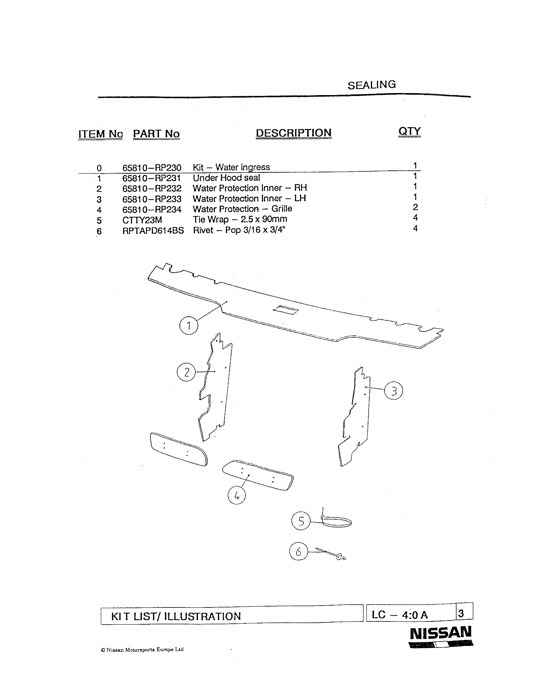 SEALING
ITEM No PART No DESCRIPTION QTY
0 65810-RP230 Kit - Water ingress 1
1 65810-RP231 Under Hood seal 1
2 65810-RP232 Water Protection Inner - RH 1
3 65810-RP233 Water Protection Inner - LH 1
4 65810-RP234 Water Protection - Grille 2
5 CTTY23M Tie Wrap - 2.5 x 90mm 4
6 RPTAPD614BS Rivet - Pop 3/16 x 3/4" 4
1
2
3
4
5
6
KIT LIST/ ILLUSTRATION LC - 4:0 A 3
NISSAN
© Nissan Motorsports Europe Ltd